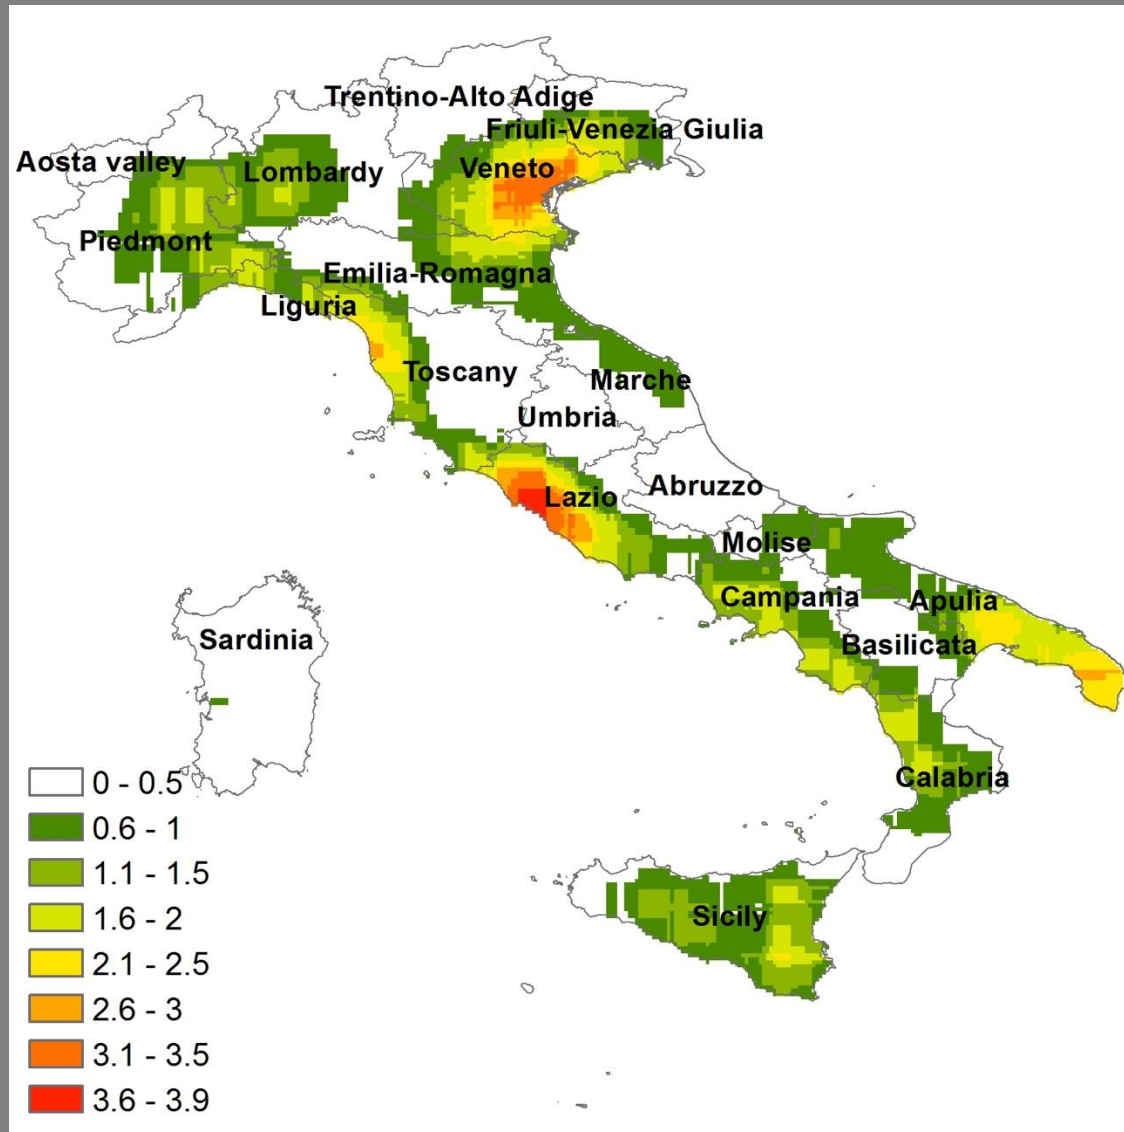 Trentino-Alto Adige
Friuli-Venezia Giulia
Aosta valley
Lombardy
Veneto
Piedmont
Emilia-Romagna
Liguria
Toscany
Marche
Umbria
Lazio
Abruzzo
Molise
Campania
Apulia
Sardinia
Basilicata
Calabria
Sicily
0 - 0.5
0.6 - 1
1.1 - 1.5
1.6 - 2
2.1 - 2.5
2.6 - 3
3.1 - 3.5
3.6 - 3.9